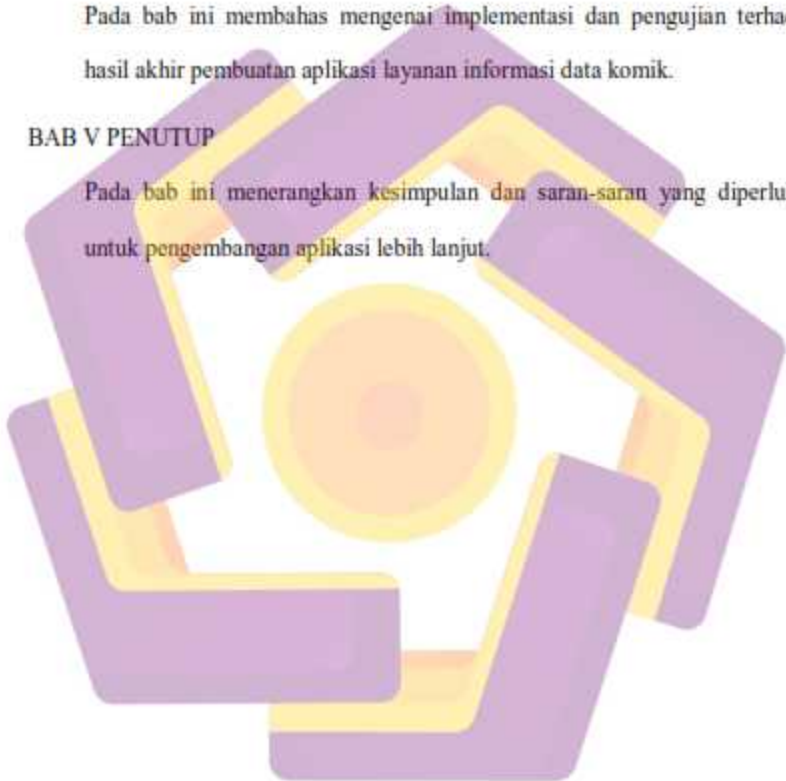 Pada bab ini membahas mengenai implementasi dan pengujian terha
hasil akhir pembuatan aplikasi layanan informasi data komik.
BAB V PENUTUP
Pada bab ini menerangkan kesimpulan dan saran-saran yang diperlu
untuk pengembangan aplikasi lebih lanjut.